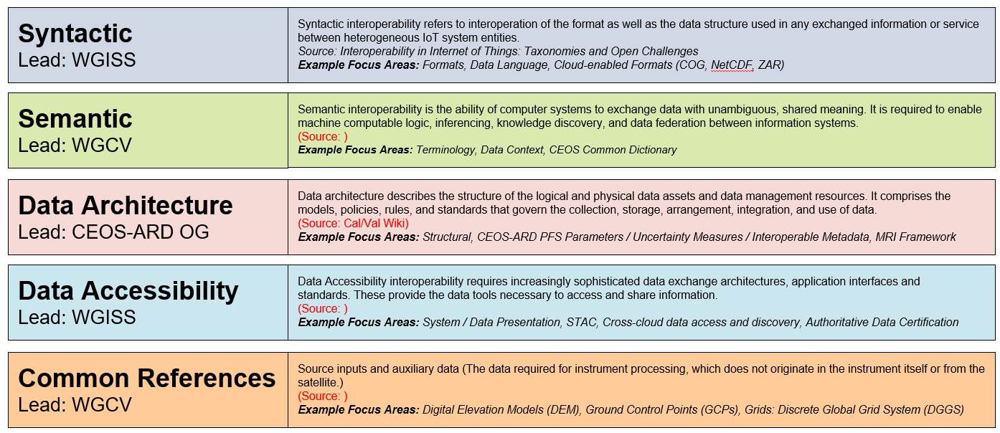 Syntactic
Lead: WGISS
Syntactic interoperability refers to interoperation of the format as well as the data structure used in any exchanged information or service
between heterogeneous IoT system entities.
Source: Interoperability in Internet of Things: Taxonomies and Open Challenges
Example Focus Areas: Formats, Data Language, Cloud-enabled Formats (COG, NetCDF, ZAR)
Semantic
Lead: WGCV
Semantic interoperability is the ability of computer systems to exchange data with unambiguous, shared meaning. It is required to enable
machine computable logic, inferencing, knowledge discovery, and data federation between information systems.
(Source: )
Example Focus Areas: Terminology, Data Context, CEOS Common Dictionary
Data Architecture
Lead: CEOS-ARD OG
Data architecture describes the structure of the logical and physical data assets and data management resources. It comprises the
models, policies, rules, and standards that govern the collection, storage, arrangement, integration, and use of data.
(Source: Cal/Val Wiki)
Example Focus Areas: Structural, CEOS-ARD PFS Parameters / Uncertainty Measures / Interoperable Metadata, MRI Framework
Data Accessibility
Lead: WGISS
Data Accessibility interoperability requires increasingly sophisticated data exchange architectures, application interfaces and
standards. These provide the data tools necessary to access and share information.
(Source: )
Example Focus Areas: System / Data Presentation, STAC, Cross-cloud data access and discovery, Authoritative Data Certification
Common References
Lead: WGCV
Source inputs and auxiliary data (The data required for instrument processing, which does not originate in the instrument itself or from the
satellite.)
(Source: )
Example Focus Areas: Digital Elevation Models (DEM), Ground Control Points (GCPs), Grids: Discrete Global Grid System (DGGS)